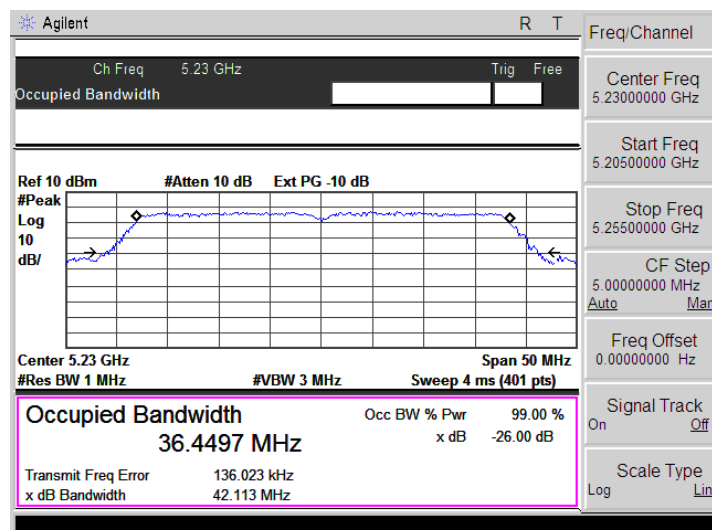 Agilent R T
Ch Freq 5.23 GHz Trig Free
Occupied Bandwidth
Ref 10 dBm #Atten 10 dB Ext PG -10 dB
#Peak
Log
10
dB/
Center 5.23 GHz Span 50 MHz
#Res BW 1 MHz #VBW 3 MHz Sweep 4 ms (401 pts)
Occupied Bandwidth Occ BW % Pwr 99.00 %
36.4497 MHz x dB -26.00 dB
Transmit Freq Error 136.023 kHz
x dB Bandwidth 42.113 MHz
Freq/Channel
Center Freq
5.23000000 GHz
Start Freq
5.20500000 GHz
Stop Freq
5.25500000 GHz
CF Step
5.00000000 MHz
Auto Mar
Freq Offset
0.00000000 Hz
Signal Track
On Off
Scale Type
Log Lin